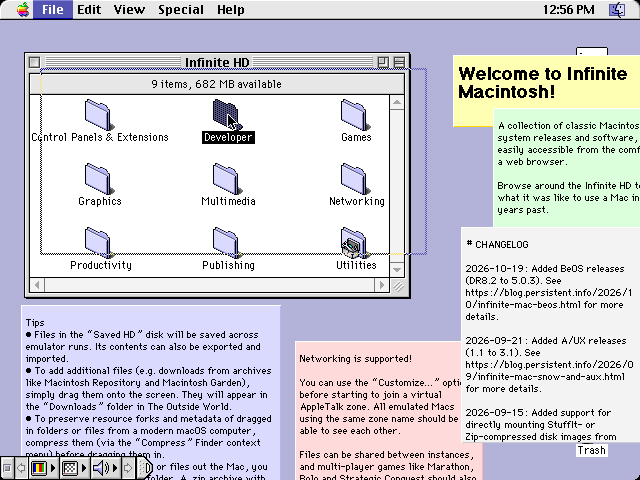 File Edit View Special Help 12:56 PM
Infinite HD
9 items, 682 MB available
Control Panels & Extensions
Developer
Games
Graphics
Multimedia
Networking
Productivity
Publishing
Utilities
Welcome to Infinite
Macintosh!
A collection of classic Macintos
system releases and software,
easily accessible from the comf
a web browser.
Browse around the Infinite HD to
what it was like to use a Mac in
years past.
# CHANGELOG
2026-10-19: Added BeOS releases
(DR8.2 to 5.0.3). See
https://blog.persistent.info/2026/1
0/infinite-mac-beos.html for more
details.
2026-09-21: Added A/UX releases
(1.1 to 3.1). See
https://blog.persistent.info/2026/0
9/infinite-mac-snow-and-aux.html
for more details.
2026-09-15: Added support for
directly mounting StuffIt- or
Zip-compressed disk images from
Trash
Tips
● Files in the “Saved HD” disk will be saved across
emulator runs. Its contents can also be exported and
imported.
● To add additional files (e.g. downloads from archives
like Macintosh Repository and Macintosh Garden),
simply drag them onto the screen. They will appear
in the “Downloads” folder in The Outside World.
● To preserve resource forks and metadata of dragged
in folders or files from a modern macOS computer,
compress them (via the “Compress” Finder context
menu) before dragging them in.
or files out the Mac, you
folder. A .zip archive with
Networking is supported!
You can use the “Customize...” optio
before starting to join a virtual
AppleTalk zone. All emulated Macs
using the same zone name should be
able to see each other.
Files can be shared between instances,
and multi-player games like Marathon,
Bolo and Strategic Conquest should also